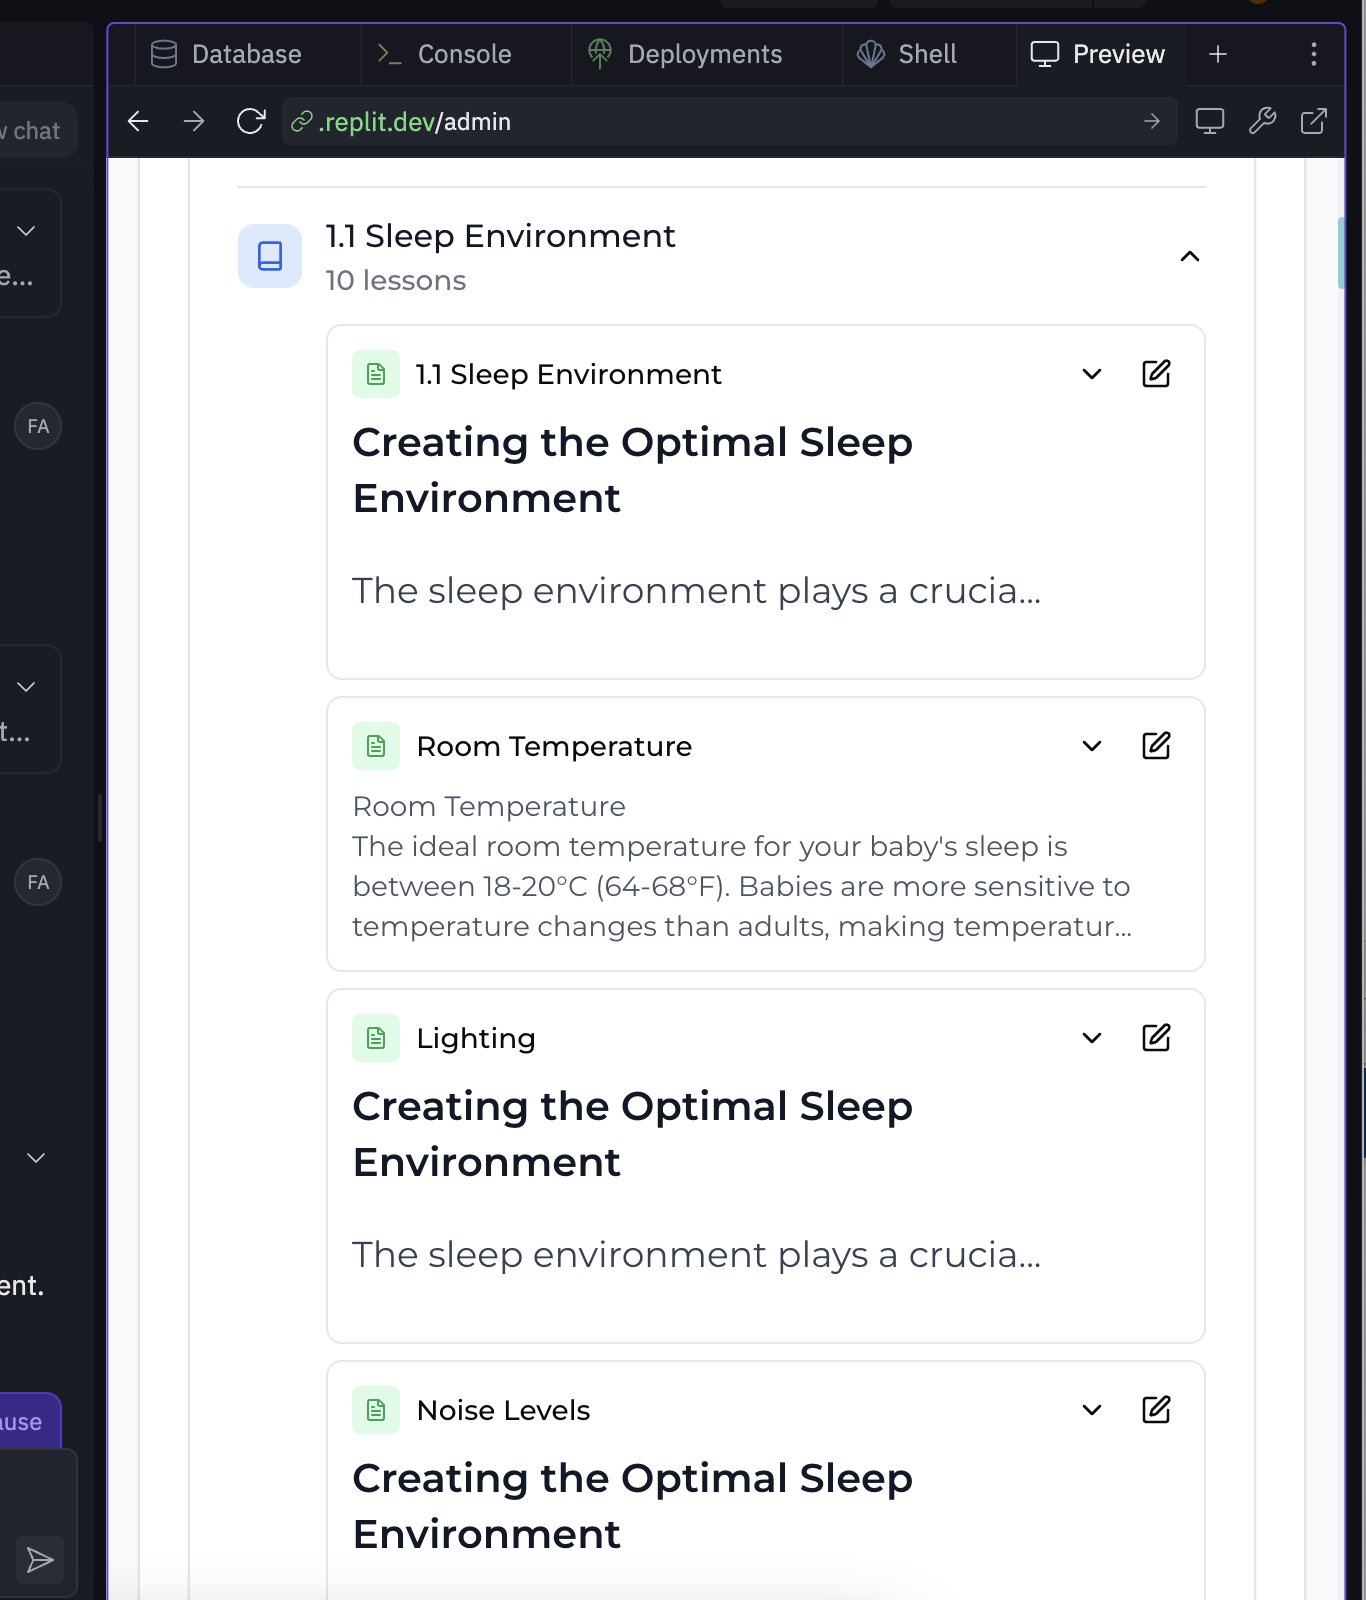 Database
Console
Deployments
Shell
Preview
.replit.dev/admin
w chat
e...
FA
t...
FA
ent.
ause
1.1 Sleep Environment
10 lessons
1.1 Sleep Environment
Creating the Optimal Sleep
Environment
The sleep environment plays a crucia...
Room Temperature
Room Temperature
The ideal room temperature for your baby's sleep is
between 18-20°C (64-68°F). Babies are more sensitive to
temperature changes than adults, making temperatur...
Lighting
Creating the Optimal Sleep
Environment
The sleep environment plays a crucia...
Noise Levels
Creating the Optimal Sleep
Environment